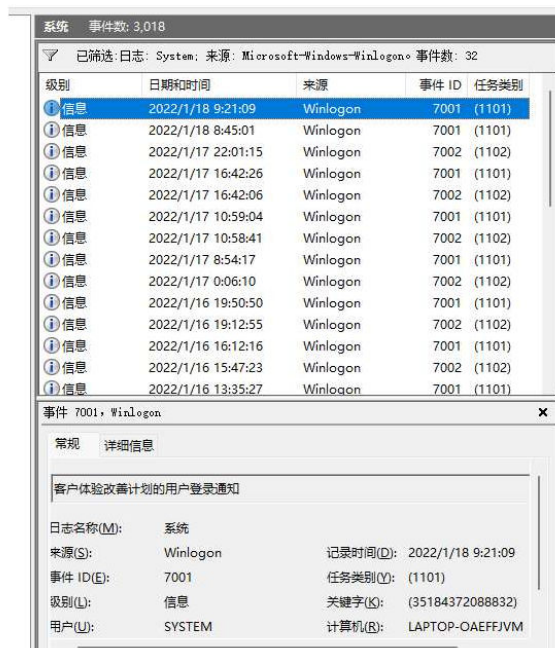 系统 事件数: 3,018
已筛选:日志: System; 来源: Microsoft-Windows-Winlogon。事件数: 32
级别 日期和时间 来源 事件 ID 任务类别
信息 2022/1/18 9:21:09 Winlogon 7001 (1101)
信息 2022/1/18 8:45:01 Winlogon 7001 (1101)
信息 2022/1/17 22:01:15 Winlogon 7002 (1102)
信息 2022/1/17 16:42:26 Winlogon 7001 (1101)
信息 2022/1/17 16:42:06 Winlogon 7002 (1102)
信息 2022/1/17 10:59:04 Winlogon 7001 (1101)
信息 2022/1/17 10:58:41 Winlogon 7002 (1102)
信息 2022/1/17 8:54:17 Winlogon 7001 (1101)
信息 2022/1/17 0:06:10 Winlogon 7002 (1102)
信息 2022/1/16 19:50:50 Winlogon 7001 (1101)
信息 2022/1/16 19:12:55 Winlogon 7002 (1102)
信息 2022/1/16 16:12:16 Winlogon 7001 (1101)
信息 2022/1/16 15:47:23 Winlogon 7002 (1102)
信息 2022/1/16 13:35:27 Winlogon 7001 (1101)
事件 7001，Winlogon
常规 详细信息
客户体验改善计划的用户登录通知
日志名称(M): 系统
来源(S): Winlogon 记录时间(D): 2022/1/18 9:21:09
事件 ID(E): 7001 任务类别(Y): (1101)
级别(L): 信息 关键字(K): (35184372088832)
用户(U): SYSTEM 计算机(R): LAPTOP-OAEFFJVM